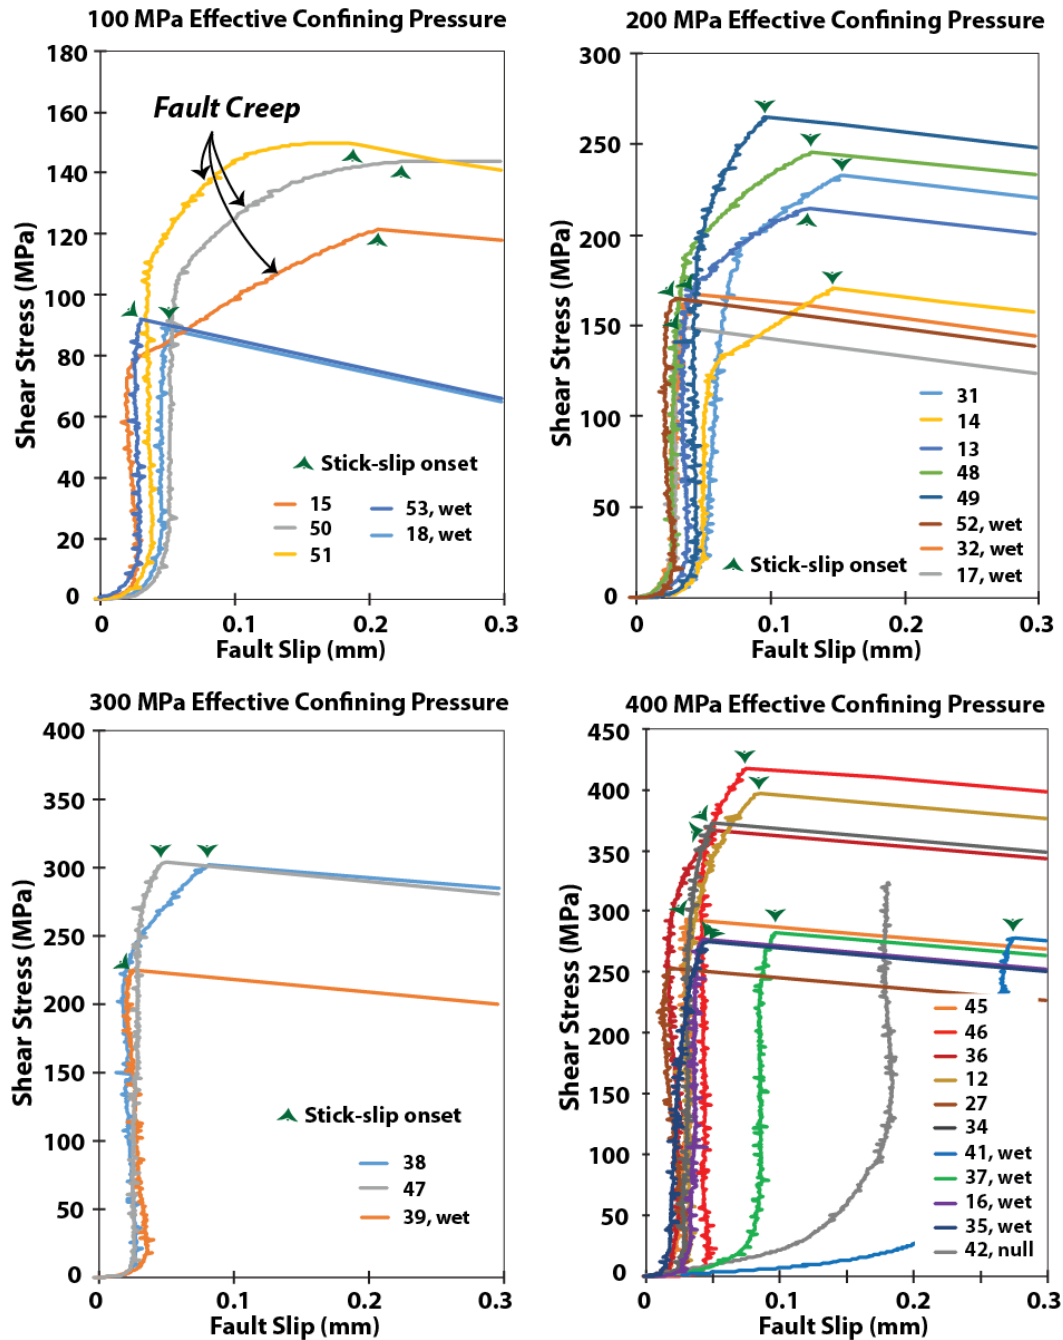 100 MPa Effective Confining Pressure
180
160
140
120
100
80
60
40
20
0
Shear Stress (MPa)
Fault Creep
Stick-slip onset
15
50
51
53, wet
18, wet
0
0.1
0.2
0.3
Fault Slip (mm)
200 MPa Effective Confining Pressure
300
250
200
150
100
50
0
Shear Stress (MPa)
31
14
13
48
49
52, wet
32, wet
17, wet
Stick-slip onset
0
0.1
0.2
0.3
Fault Slip (mm)
300 MPa Effective Confining Pressure
400
350
300
250
200
150
100
50
0
Shear Stress (MPa)
Stick-slip onset
38
47
39, wet
0
0.1
0.2
0.3
Fault Slip (mm)
400 MPa Effective Confining Pressure
450
400
350
300
250
200
150
100
50
0
Shear Stress (MPa)
45
46
36
12
27
34
41, wet
37, wet
16, wet
35, wet
42, null
0
0.1
0.2
0.3
Fault Slip (mm)